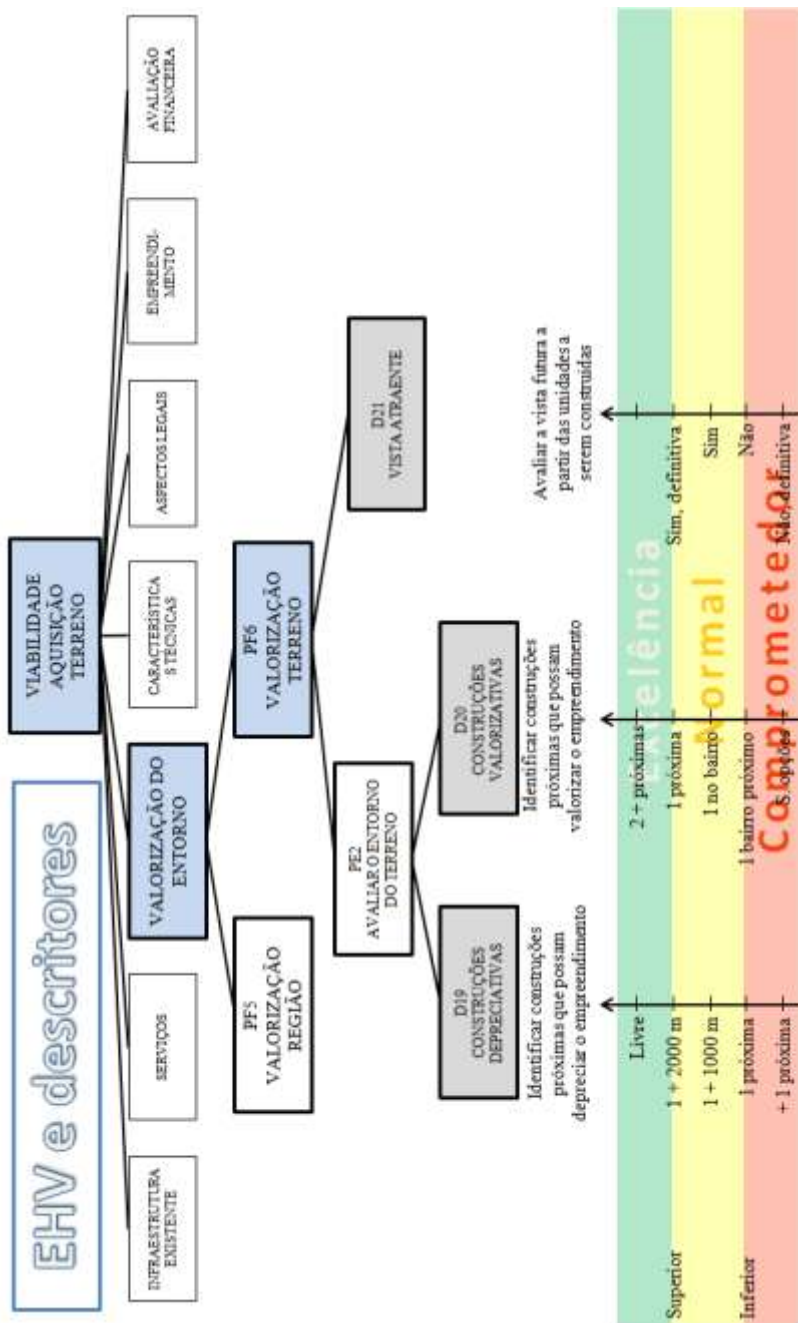 EHV e descritores
VIABILIDADE
AQUISIÇÃO
TERRENO
INFRAESTRUTURA
EXISTENTE
SERVIÇOS
VALORIZAÇÃO DO
ENTORNO
CARACTERÍSTICA
S TÉCNICAS
ASPECTOS LEGAIS
EMPREENDI-
MENTO
AVALIAÇÃO
FINANCEIRA
PF5
VALORIZAÇÃO
REGIÃO
PF6
VALORIZAÇÃO
TERRENO
PE2
AVALIAR O ENTORNO
DO TERRENO
D21
VISTA ATRAENTE
D19
CONSTRUÇÕES
DEPRECIATIVAS
D20
CONSTRUÇÕES
VALORIZATIVAS
Identificar construções
próximas que possam
depreciar o empreendimento
Identificar construções
próximas que possam
valorizar o empreendimento
Avaliar a vista futura a
partir das unidades a
serem construídas
Livre
1 + 2000 m
1 + 1000 m
1 próxima
+ 1 próxima
2 + próximas
1 próxima
1 no bairro
1 bairro próximo
S. opções
Sim, definitiva
Sim
Não
Não, definitiva
Superior
Inferior
Excelência
Normal
Comprometedor